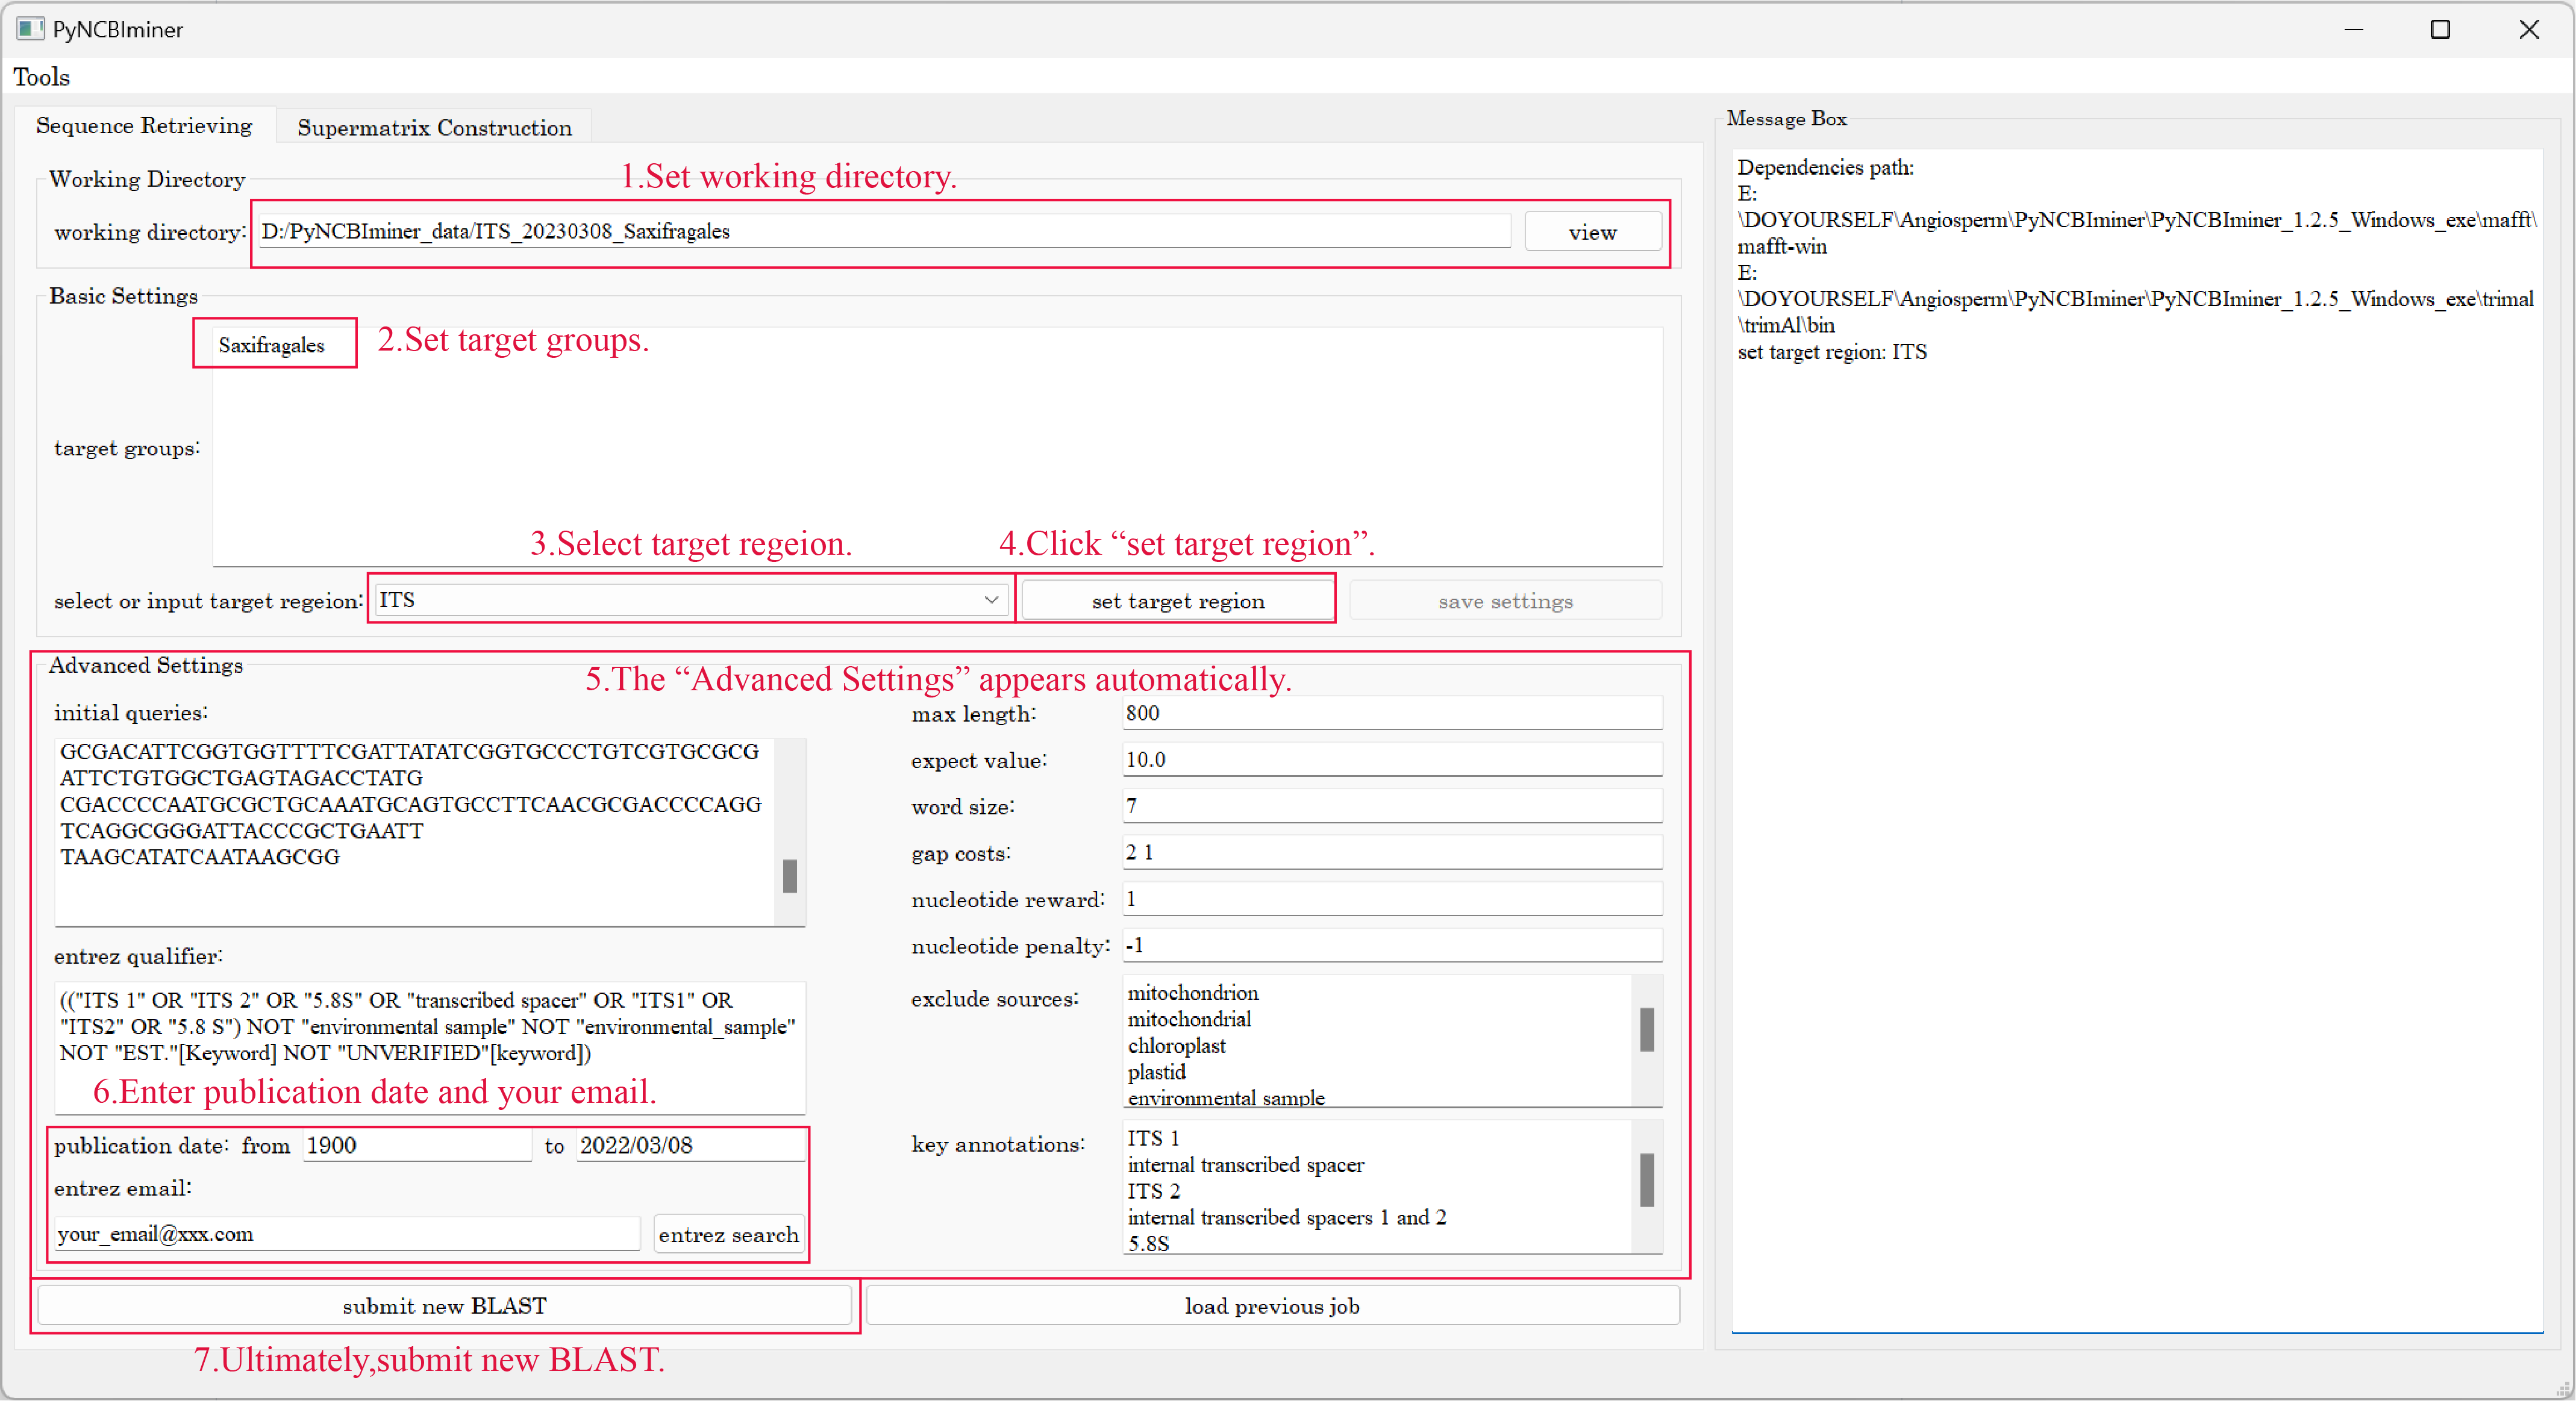 PyNCBIminer
Tools
Sequence Retrieving
Supermatrix Construction
Working Directory
1.Set working directory.
working directory:
D:/PyNCBIminer_data/ITS_20230308_Saxifragales
view
Basic Settings
Saxifragales
2.Set target groups.
target groups:
3.Select target regeion.
4.Click “set target region”.
select or input target regeion:
ITS
set target region
save settings
Advanced Settings
5.The “Advanced Settings” appears automatically.
initial queries:
GCGACATTCGGTGGTTTTCGATTATATCGGTGCCCTGTCGTGCGCG
ATTCTGTGGCTGAGTAGACCTATG
CGACCCCAATGCGCTGCAAATGCAGTGCCTTCAACGCGACCCCAGG
TCAGGCGGGATTACCCGCTGAATT
TAAGCATATCAATAAGCGG
entrez qualifier:
(("ITS 1" OR "ITS 2" OR "5.8S" OR "transcribed spacer" OR "ITS1" OR
"ITS2" OR "5.8 S") NOT "environmental sample" NOT "environmental_sample"
NOT "EST."[Keyword] NOT "UNVERIFIED"[keyword])
6.Enter publication date and your email.
publication date: from 1900 to 2022/03/08
entrez email:
your_email@xxx.com
entrez search
max length: 800
expect value: 10.0
word size: 7
gap costs: 2 1
nucleotide reward: 1
nucleotide penalty: -1
exclude sources:
mitochondrion
mitochondrial
chloroplast
plastid
environmental sample
key annotations:
ITS 1
internal transcribed spacer
ITS 2
internal transcribed spacers 1 and 2
5.8S
submit new BLAST
load previous job
7.Ultimately,submit new BLAST.
Message Box
Dependencies path:
E:
\DOYOURSELF\Angiosperm\PyNCBIminer\PyNCBIminer_1.2.5_Windows_exe\mafft\
mafft-win
E:
\DOYOURSELF\Angiosperm\PyNCBIminer\PyNCBIminer_1.2.5_Windows_exe\trimal
\trimAl\bin
set target region: ITS